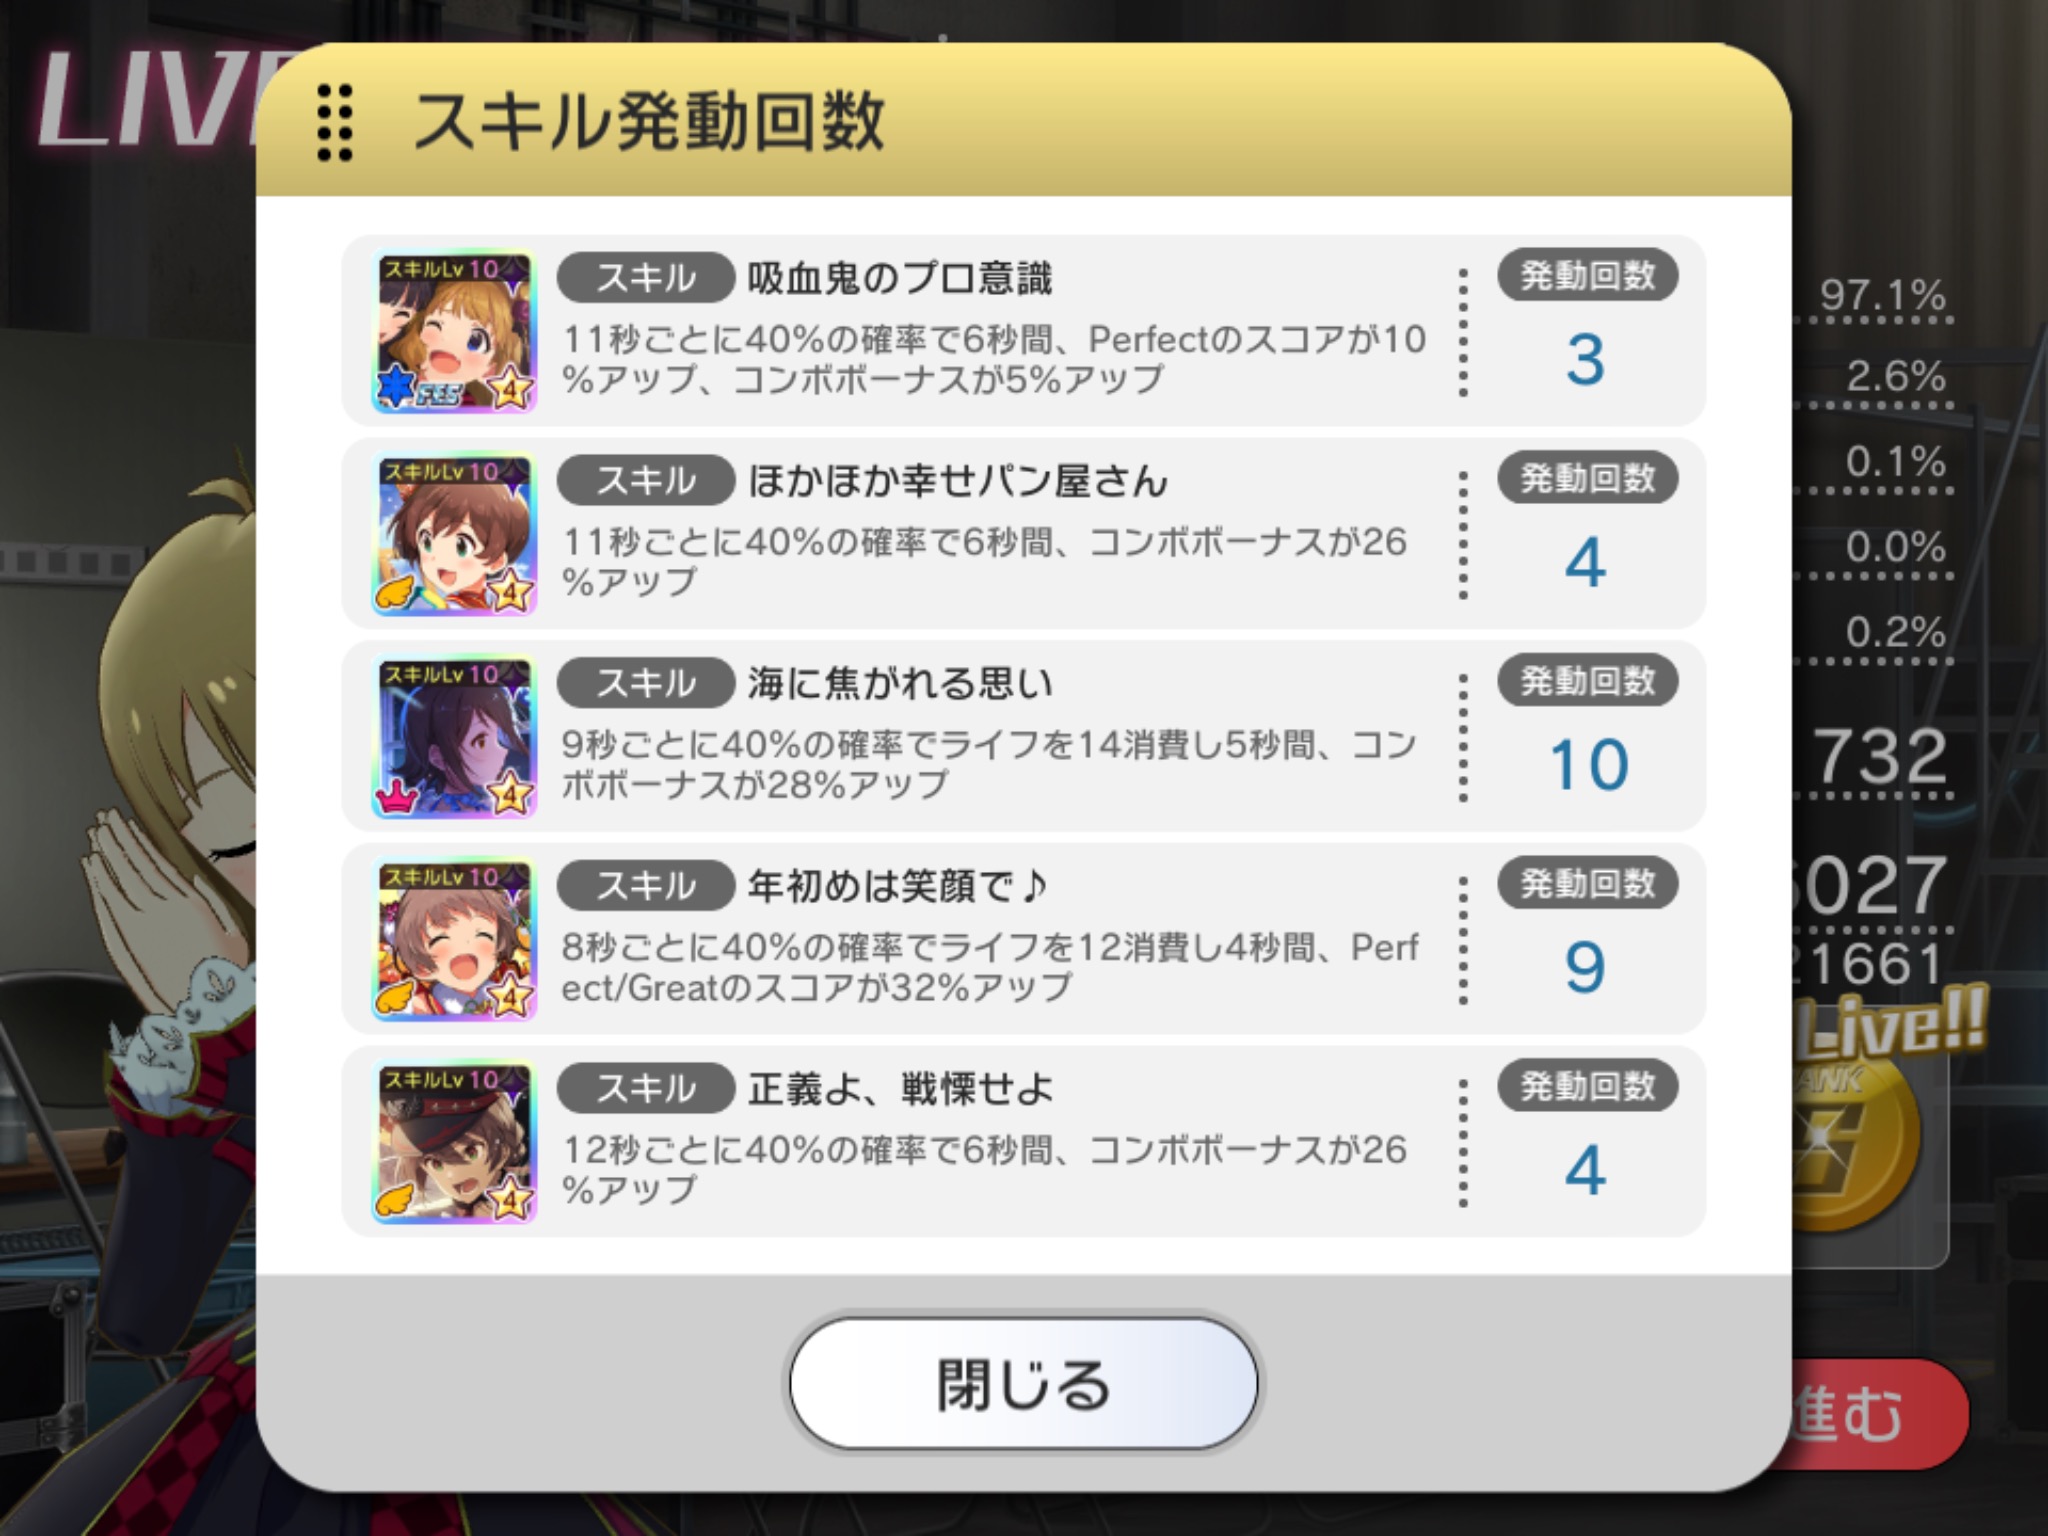 LIVE
スキル発動回数
スキルLv 10
FES
4
スキル 吸血鬼のプロ意識
11秒ごとに40%の確率で6秒間、Perfectのスコアが10
%アップ、コンボボーナスが5%アップ
発動回数
3
スキルLv 10
4
スキル ほかほか幸せパン屋さん
11秒ごとに40%の確率で6秒間、コンボボーナスが26
%アップ
発動回数
4
スキルLv 10
4
スキル 海に焦がれる思い
9秒ごとに40%の確率でライフを14消費し5秒間、コン
ボボーナスが28%アップ
発動回数
10
スキルLv 10
4
スキル 年初めは笑顔で♪
8秒ごとに40%の確率でライフを12消費し4秒間、Perf
ect/Greatのスコアが32%アップ
発動回数
9
スキルLv 10
4
スキル 正義よ、戦慄せよ
12秒ごとに40%の確率で6秒間、コンボボーナスが26
%アップ
発動回数
4
閉じる
97.1%
2.6%
0.1%
0.0%
0.2%
732
6027
21661
Live!!
進む